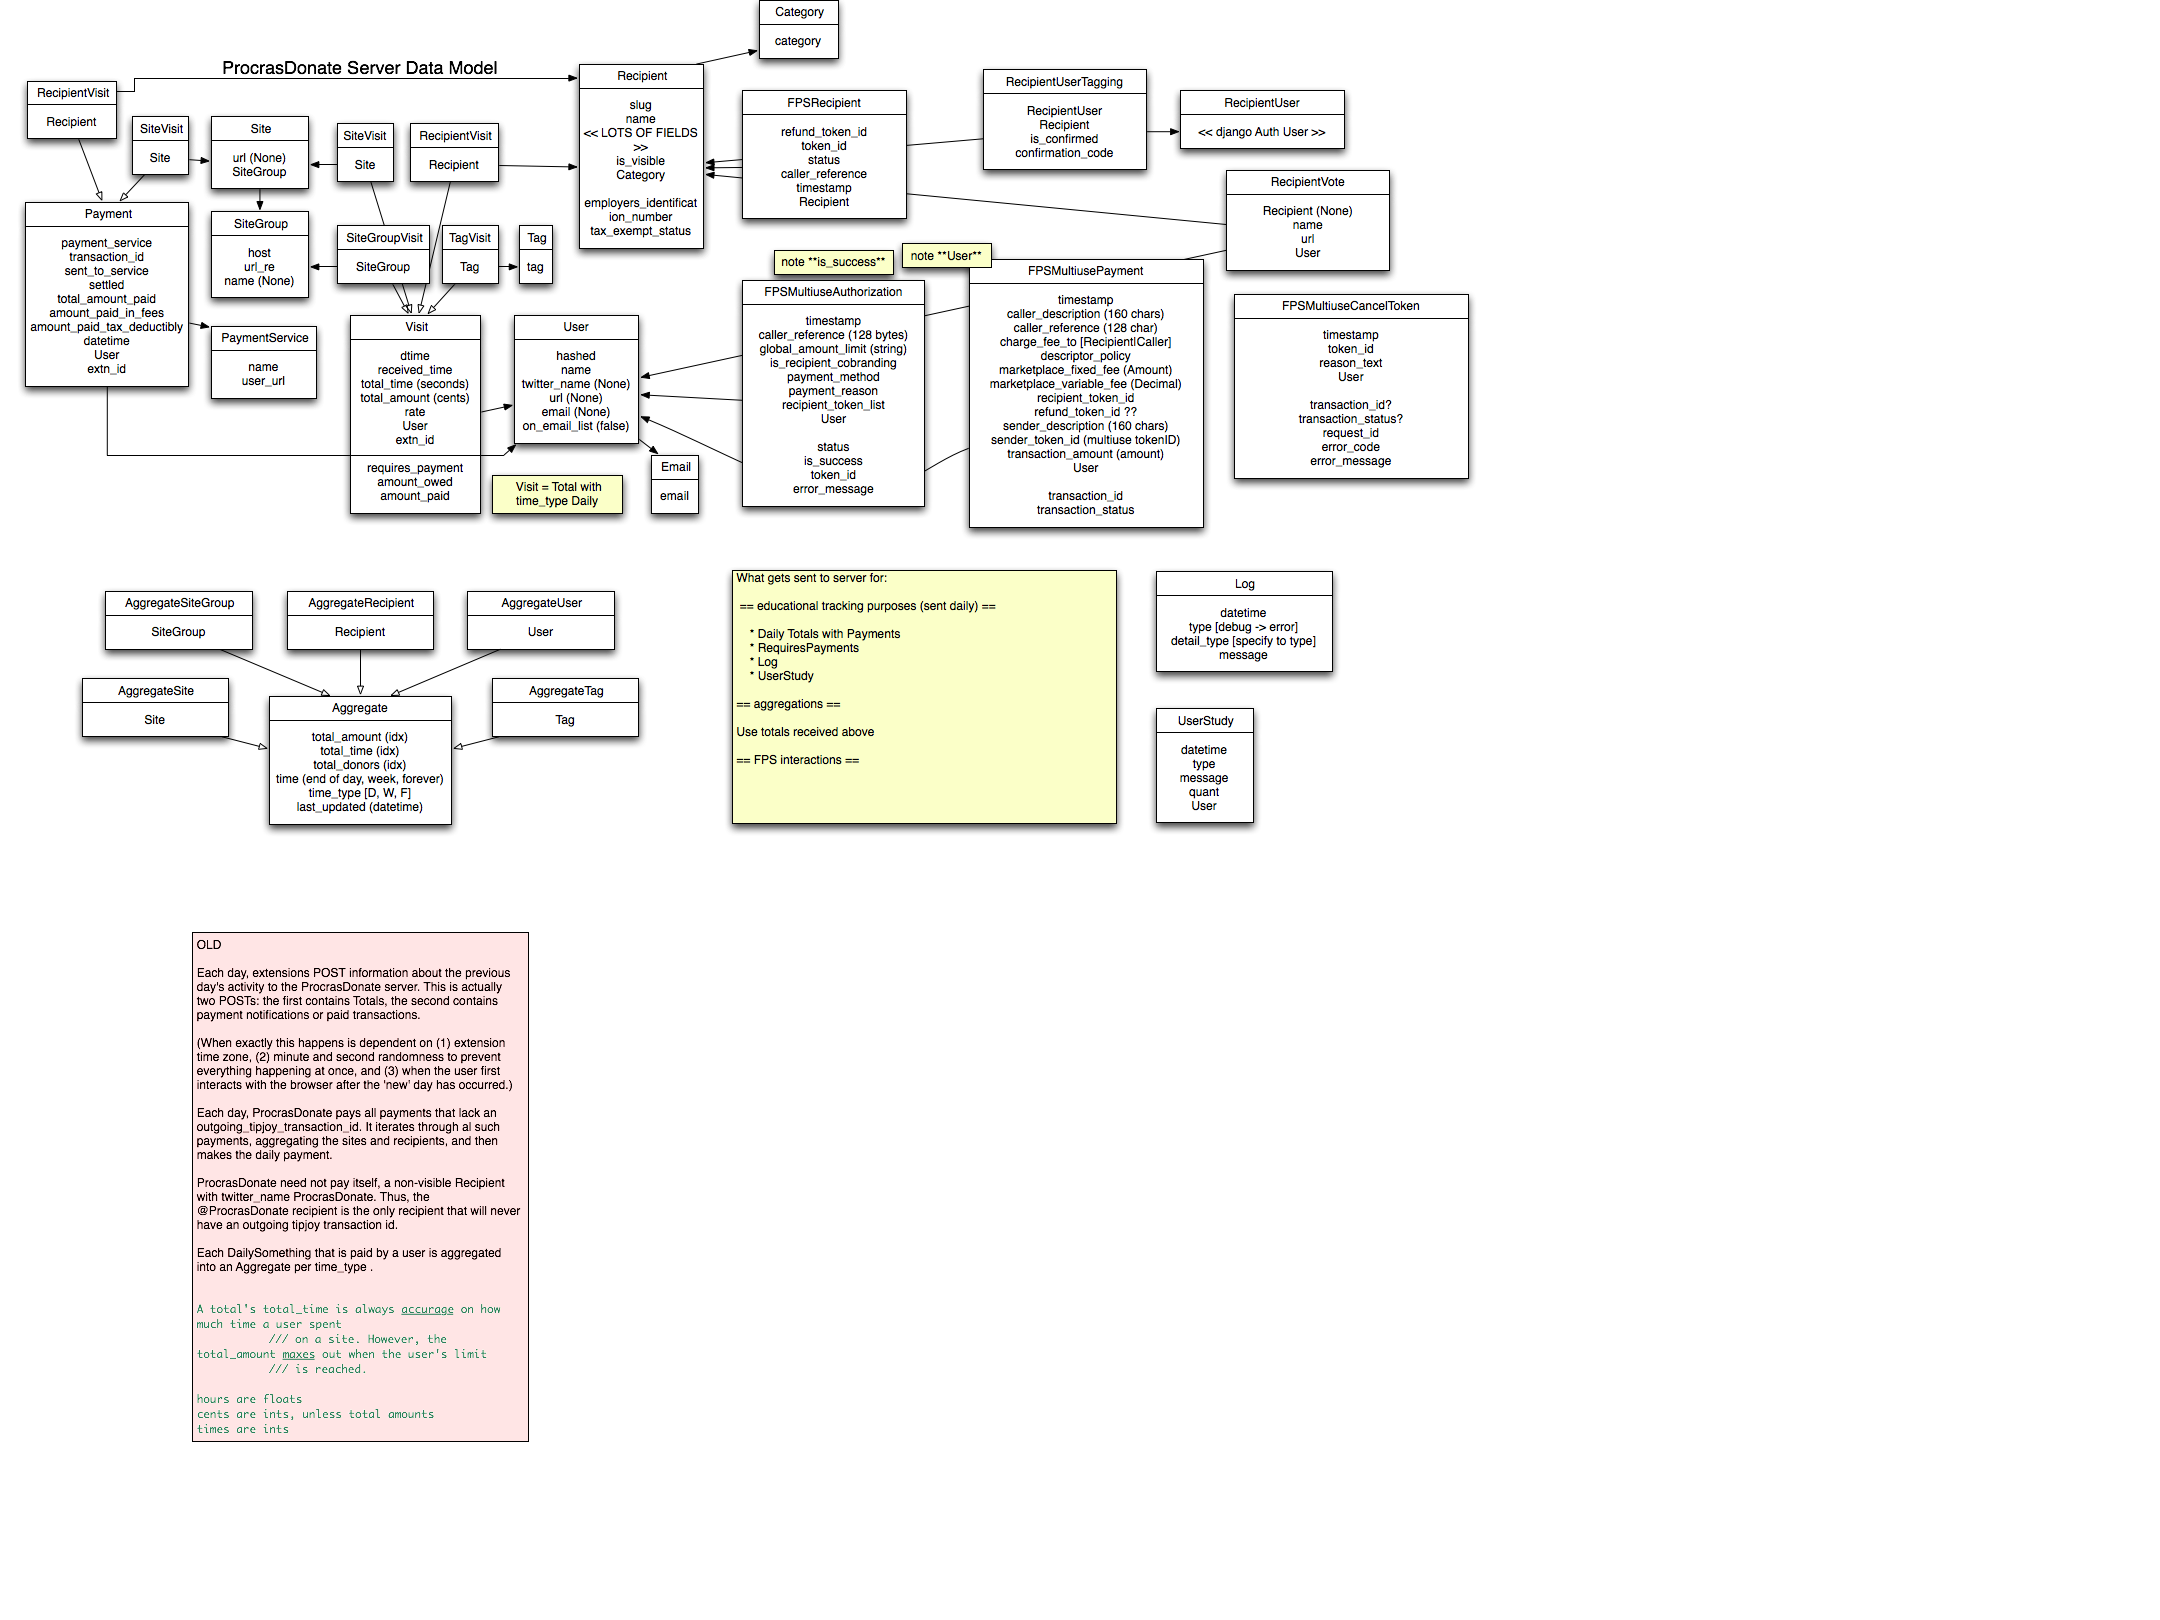 ProcrasDonate Server Data Model
Category
category
RecipientVisit
Recipient
SiteVisit
Site
Site
url (None)
SiteGroup
SiteVisit
Site
RecipientVisit
Recipient
Recipient
slug
name
<< LOTS OF FIELDS
>>
is_visible
Category
employers_identificat
ion_number
tax_exempt_status
FPSRecipient
refund_token_id
token_id
status
caller_reference
timestamp
Recipient
RecipientUserTagging
RecipientUser
Recipient
is_confirmed
confirmation_code
RecipientUser
<< django Auth User >>
RecipientVote
Recipient (None)
name
url
User
Payment
payment_service
transaction_id
sent_to_service
settled
total_amount_paid
amount_paid_in_fees
amount_paid_tax_deductibly
datetime
User
extn_id
SiteGroup
host
url_re
name (None)
SiteGroupVisit
SiteGroup
TagVisit
Tag
Tag
tag
PaymentService
name
user_url
Visit
dtime
received_time
total_time (seconds)
total_amount (cents)
rate
User
extn_id
requires_payment
amount_owed
amount_paid
User
hashed
name
twitter_name (None)
url (None)
email (None)
on_email_list (false)
Visit = Total with
time_type Daily
Email
email
note **is_success**
note **User**
FPSMultiuseAuthorization
timestamp
caller_reference (128 bytes)
global_amount_limit (string)
is_recipient_cobranding
payment_method
payment_reason
recipient_token_list
User
status
is_success
token_id
error_message
FPSMultiusePayment
timestamp
caller_description (160 chars)
caller_reference (128 char)
charge_fee_to [Recipient|Caller]
descriptor_policy
marketplace_fixed_fee (Amount)
marketplace_variable_fee (Decimal)
recipient_token_id
refund_token_id ??
sender_description (160 chars)
sender_token_id (multiuse tokenID)
transaction_amount (amount)
User
transaction_id
transaction_status
FPSMultiuseCancelToken
timestamp
token_id
reason_text
User
transaction_id?
transaction_status?
request_id
error_code
error_message
AggregateSiteGroup
SiteGroup
AggregateRecipient
Recipient
AggregateUser
User
AggregateSite
Site
Aggregate
total_amount (idx)
total_time (idx)
total_donors (idx)
time (end of day, week, forever)
time_type [D, W, F]
last_updated (datetime)
AggregateTag
Tag
What gets sent to server for:
== educational tracking purposes (sent daily) ==
* Daily Totals with Payments
* RequiresPayments
* Log
* UserStudy
== aggregations ==
Use totals received above
== FPS interactions ==
Log
datetime
type [debug -> error]
detail_type [specify to type]
message
UserStudy
datetime
type
message
quant
User
OLD
Each day, extensions POST information about the previous
day's activity to the ProcrasDonate server. This is actually
two POSTs: the first contains Totals, the second contains
payment notifications or paid transactions.
(When exactly this happens is dependent on (1) extension
time zone, (2) minute and second randomness to prevent
everything happening at once, and (3) when the user first
interacts with the browser after the 'new' day has occurred.)
Each day, ProcrasDonate pays all payments that lack an
outgoing_tipjoy_transaction_id. It iterates through al such
payments, aggregating the sites and recipients, and then
makes the daily payment.
ProcrasDonate need not pay itself, a non-visible Recipient
with twitter_name ProcrasDonate. Thus, the
@ProcrasDonate recipient is the only recipient that will never
have an outgoing tipjoy transaction id.
Each DailySomething that is paid by a user is aggregated
into an Aggregate per time_type .
A total's total_time is always accurage on how
much time a user spent
/// on a site. However, the
total_amount maxes out when the user's limit
/// is reached.
hours are floats
cents are ints, unless total amounts
times are ints